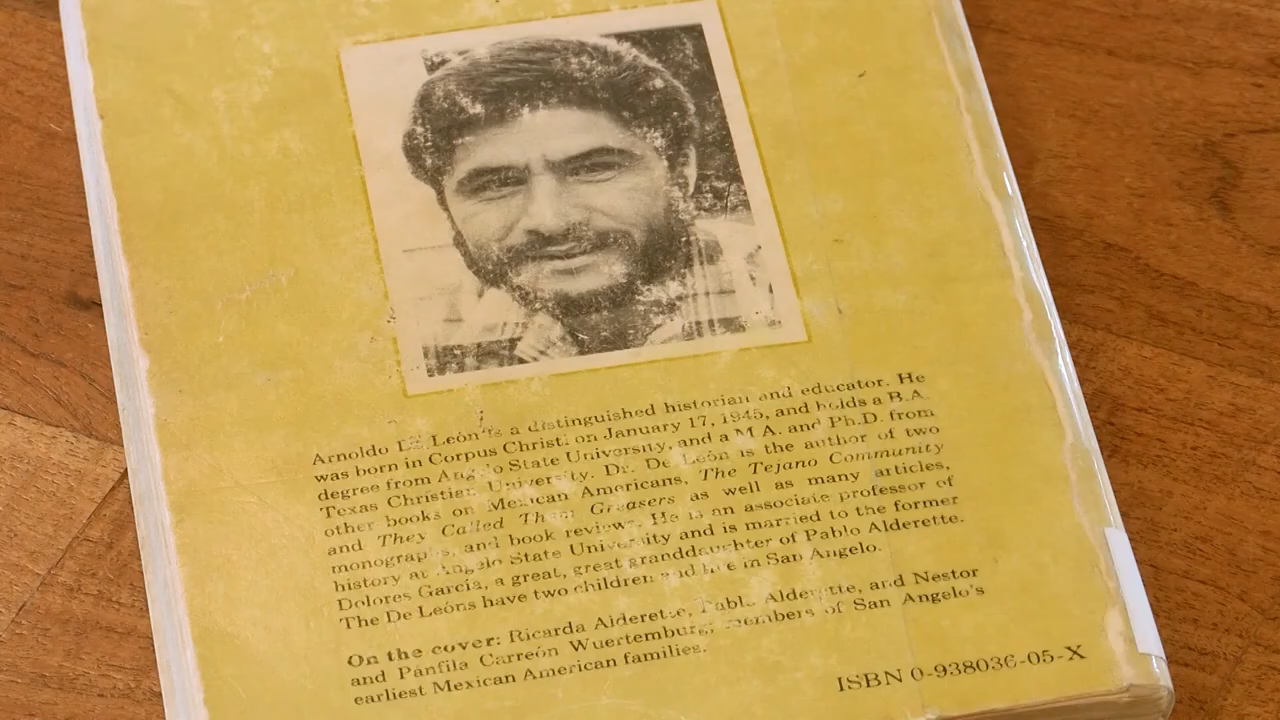 Arnoldo De León is a distinguished historian and educator. He
was born in Corpus Christi on January 17, 1945, and holds a B.A.
degree from Angelo State University, and a M.A. and Ph.D. from
Texas Christian University. Dr. De León is the author of two
other books on Mexican Americans, The Tejano Community
and They Called Them Greasers as well as many articles,
monographs, and book reviews. He is an associate professor of
history at Angelo State University and is married to the former
Dolores García, a great, great granddaughter of Pablo Alderette.
The De Leóns have two children and live in San Angelo.
On the cover: Ricarda Alderette, Pablo Alderette, and Nestor
and Pánfila Carreón Wuertemburg; members of San Angelo's
earliest Mexican American families.
ISBN 0-938036-05-X